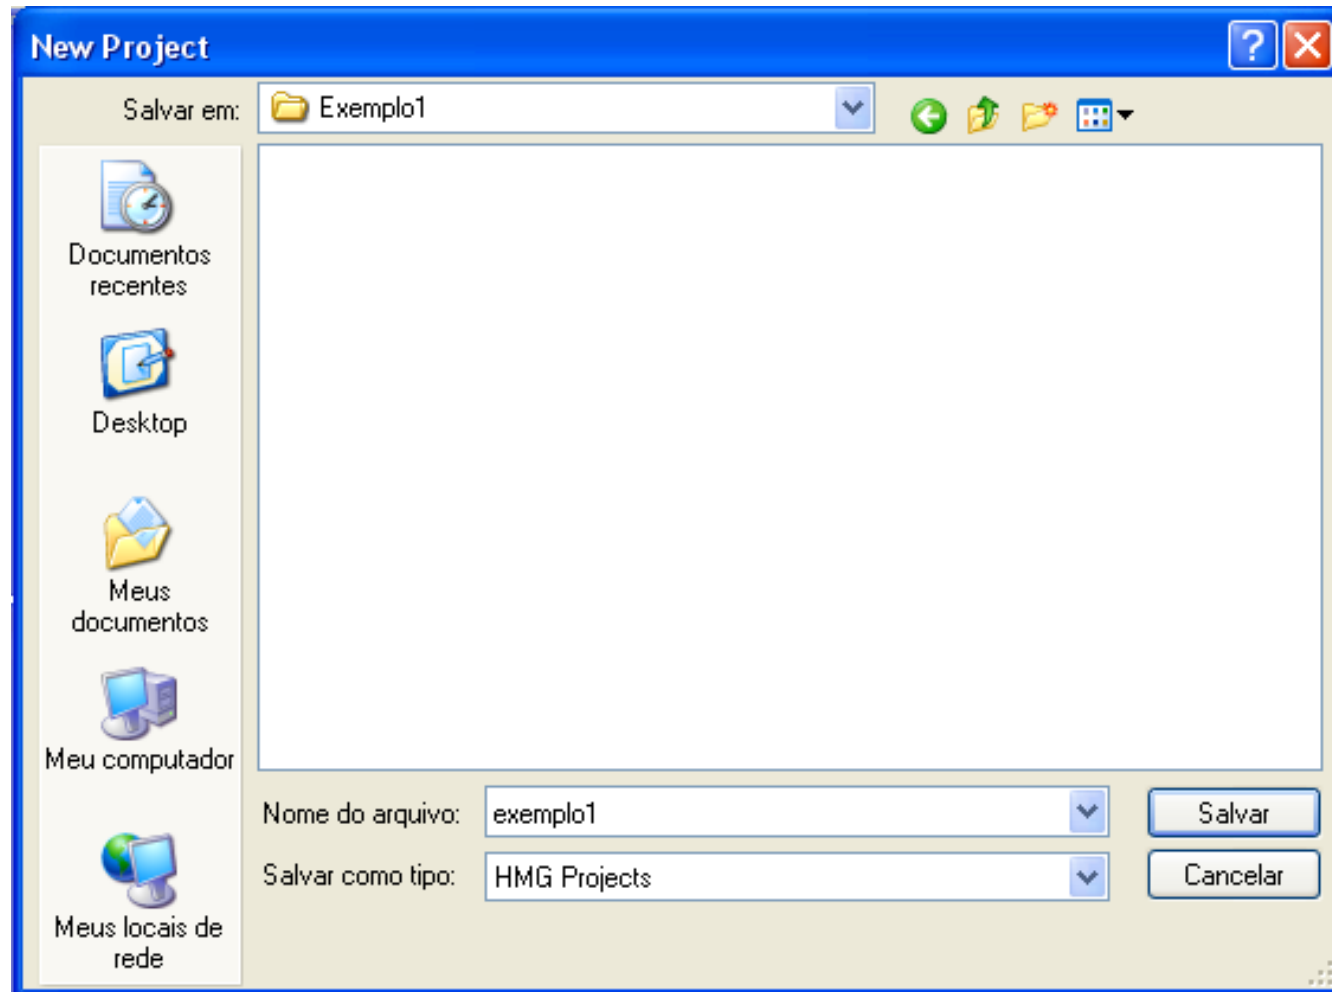 New Project
Salvar em:
Exemplo1
Documentos
recentes
Desktop
Meus
documentos
Meu computador
Meus locais de
rede
Nome do arquivo:
exemplo1
Salvar
Salvar como tipo:
HMG Projects
Cancelar